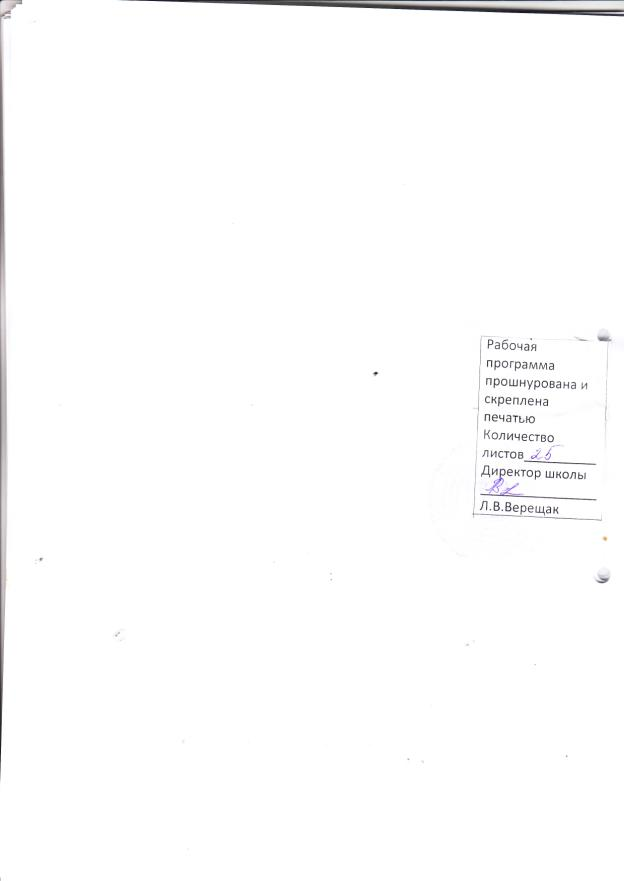 Рабочая
программа
прошнурована и
скреплена
печатью
Количество
листов 25
Директор школы
Л.В.Верещак